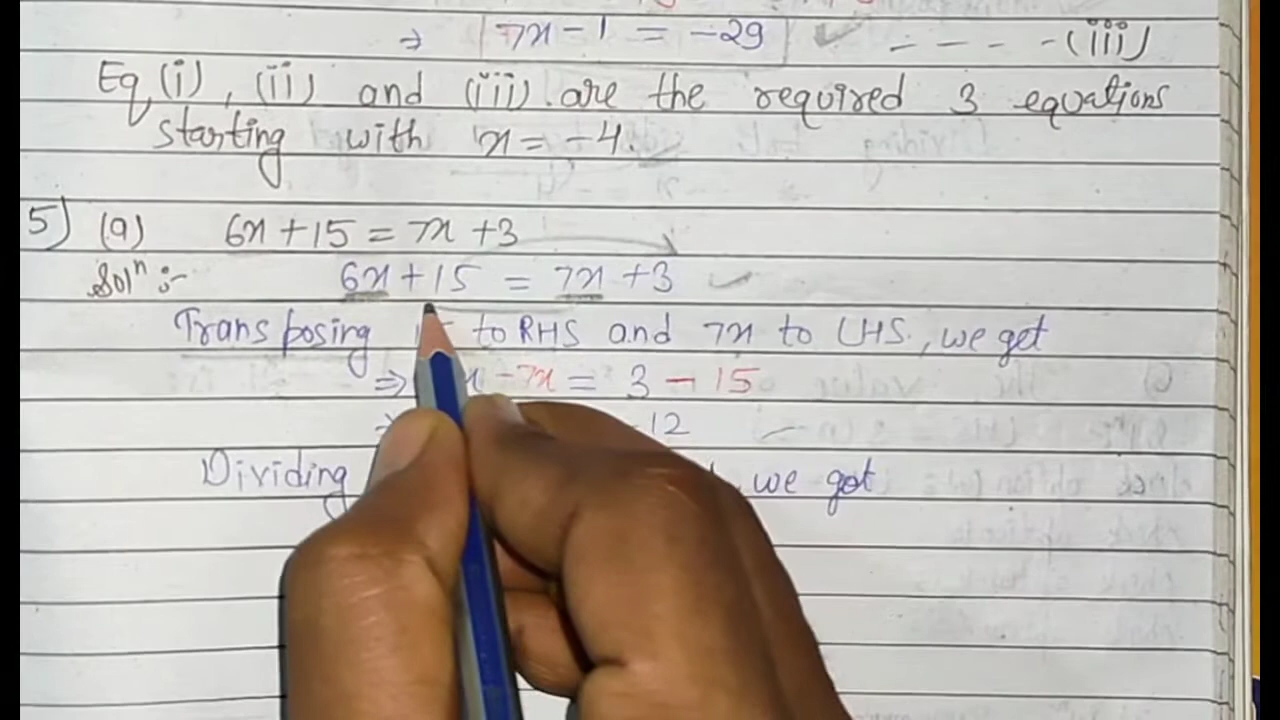 ⇒ 7x - 1 = -29 ✓ - - - - (iii)
Eq (i), (ii) and (iii) are the required 3 equations
starting with x = -4.
5) (a) 6x + 15 = 7x + 3
Solⁿ :- 6x + 15 = 7x + 3
Transposing to RHS and 7x to LHS, we get
⇒ - 7x = 3 - 15
12
Dividing , we get